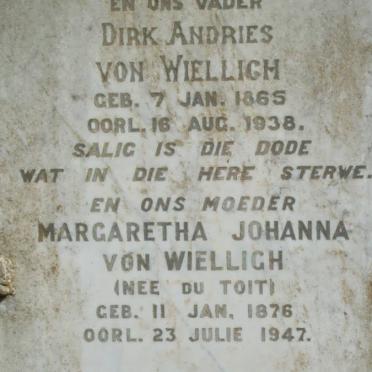 EN ONS VADER
DIRK ANDRIES
VON WIELLIGH
GEB. 7 JAN. 1865
OORL. 16 AUG. 1938.
SALIG IS DIE DODE
WAT IN DIE HERE STERWE.
EN ONS MOEDER
MARGARETHA JOHANNA
VON WIELLIGH
(NEE DU TOIT)
GEB. 11 JAN, 1876
OORL. 23 JULIE 1947.